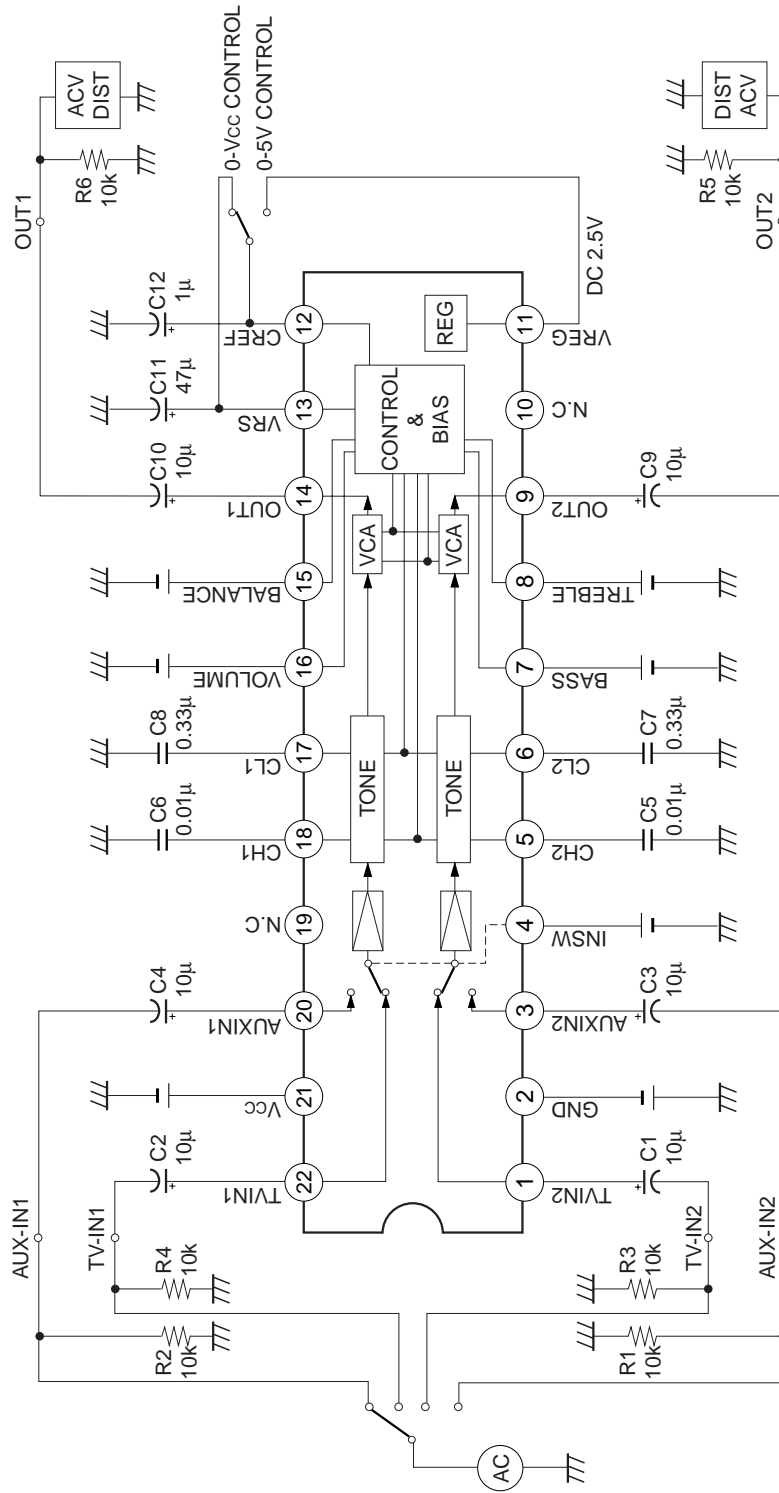 OUT1
R6
10k
ACV
DIST
0-VCC CONTROL
0-5V CONTROL
C12
1μ
C11
47μ
C10
10μ
C8
0.33μ
C6
0.01μ
C4
10μ
C2
10μ
AUX-IN1
TV-IN1
R4
10k
R2
10k
22
TVIN1
21
VCC
20
AUXIN1
19
N.C
18
CH1
17
CL1
16
VOLUME
15
BALANCE
14
OUT1
13
VRS
12
CREF
TONE
VCA
CONTROL
&
BIAS
REG
TONE
VCA
1
TVIN2
2
GND
3
AUXIN2
4
INSW
5
CH2
6
CL2
7
BASS
8
TREBLE
9
OUT2
10
N.C
11
VREG
DC 2.5V
C1
10μ
C3
10μ
C5
0.01μ
C7
0.33μ
C9
10μ
AC
R1
10k
R3
10k
TV-IN2
AUX-IN2
OUT2
R5
10k
DIST
ACV